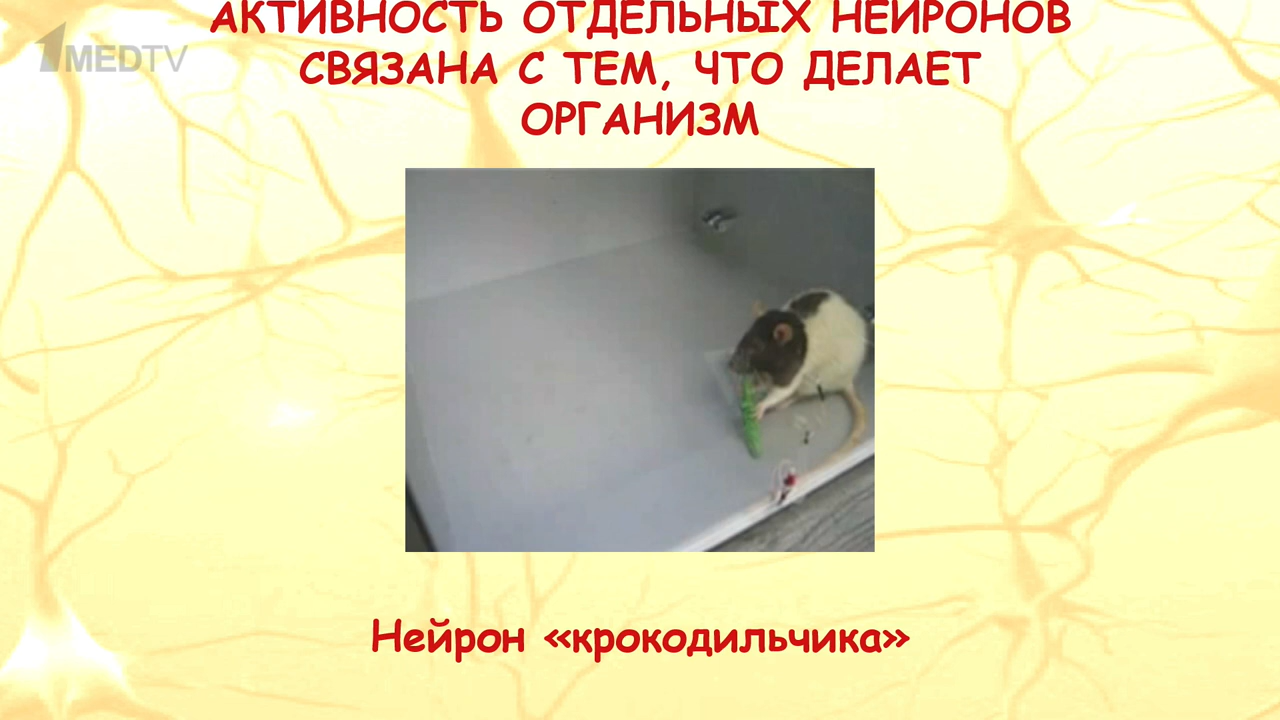 АКТИВНОСТЬ ОТДЕЛЬНЫХ НЕЙРОНОВ
1MEDTV
СВЯЗАНА С ТЕМ, ЧТО ДЕЛАЕТ
ОРГАНИЗМ
Нейрон «крокодильчика»